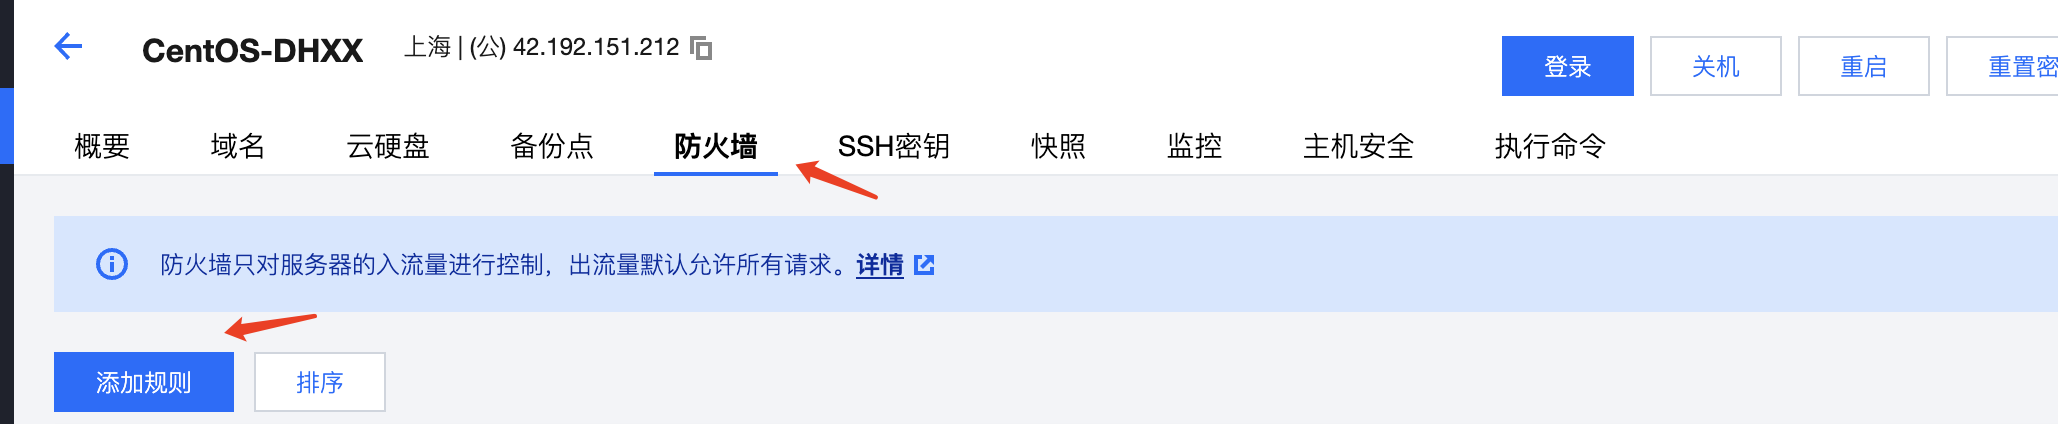 CentOS-DHXX 上海 | (公) 42.192.151.212
登录 关机 重启 重置密
概要 域名 云硬盘 备份点 防火墙 SSH密钥 快照 监控 主机安全 执行命令
防火墙只对服务器的入流量进行控制，出流量默认允许所有请求。详情
添加规则 排序